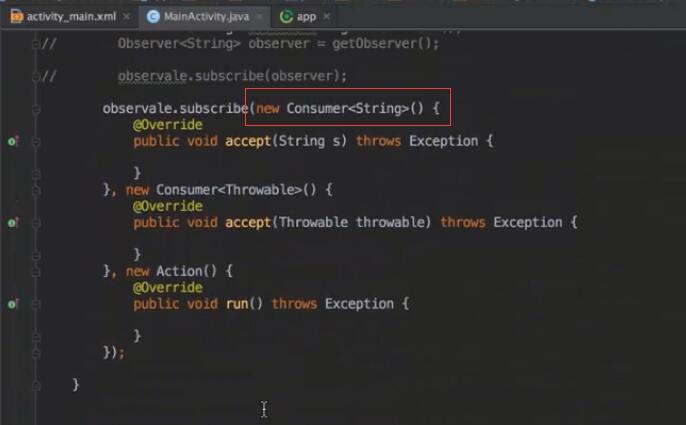 activity_main.xml × MainActivity.java × app ×
// Observer<String> observer = getObserver();
// observale.subscribe(observer);
observale.subscribe(new Consumer<String>() {
@Override
public void accept(String s) throws Exception {
}
}, new Consumer<Throwable>() {
@Override
public void accept(Throwable throwable) throws Exception {
}
}, new Action() {
@Override
public void run() throws Exception {
}
});
}